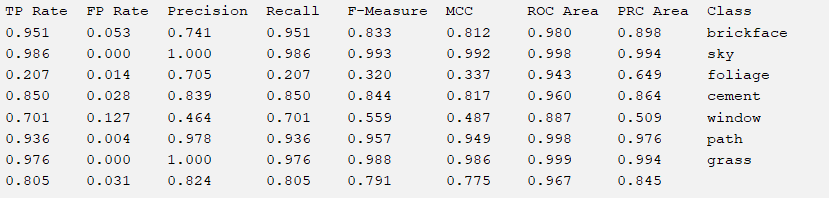 TP Rate FP Rate Precision Recall F-Measure MCC ROC Area PRC Area Class
0.951 0.053 0.741 0.951 0.833 0.812 0.980 0.898 brickface
0.986 0.000 1.000 0.986 0.993 0.992 0.998 0.994 sky
0.207 0.014 0.705 0.207 0.320 0.337 0.943 0.649 foliage
0.850 0.028 0.839 0.850 0.844 0.817 0.960 0.864 cement
0.701 0.127 0.464 0.701 0.559 0.487 0.887 0.509 window
0.936 0.004 0.978 0.936 0.957 0.949 0.998 0.976 path
0.976 0.000 1.000 0.976 0.988 0.986 0.999 0.994 grass
0.805 0.031 0.824 0.805 0.791 0.775 0.967 0.845